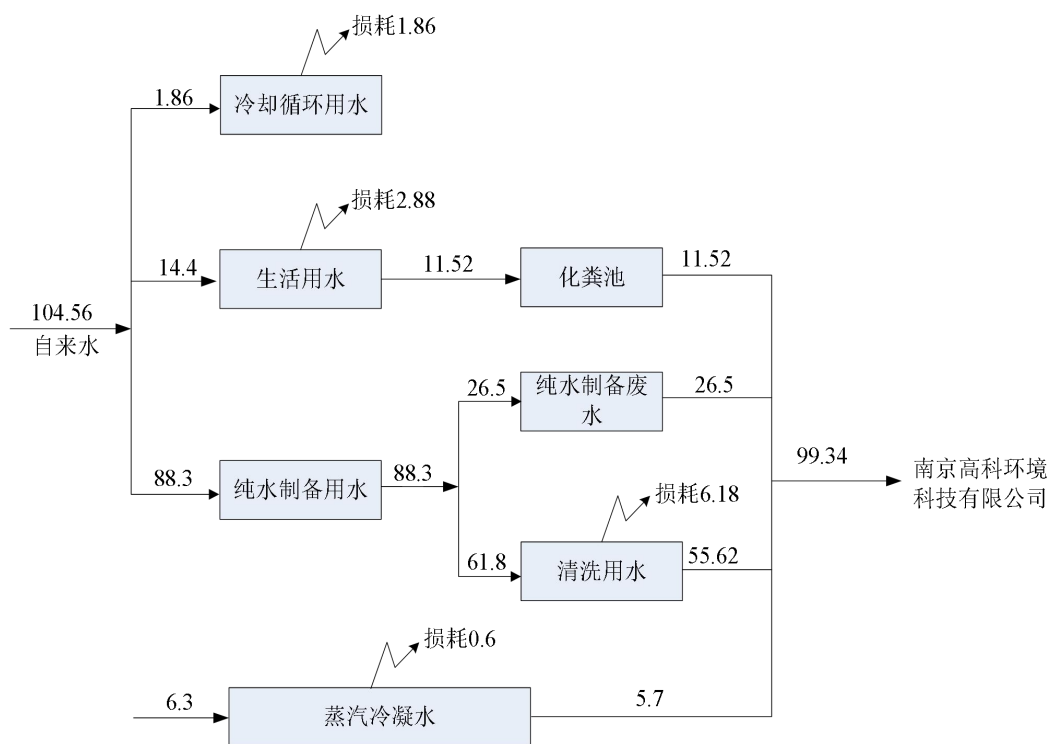 损耗1.86
1.86
冷却循环用水
损耗2.88
14.4
生活用水
11.52
化粪池
11.52
104.56
自来水
26.5
纯水制备废
水
26.5
88.3
纯水制备用水
88.3
99.34
南京高科环境
科技有限公司
损耗6.18
61.8
清洗用水
55.62
损耗0.6
6.3
蒸汽冷凝水
5.7